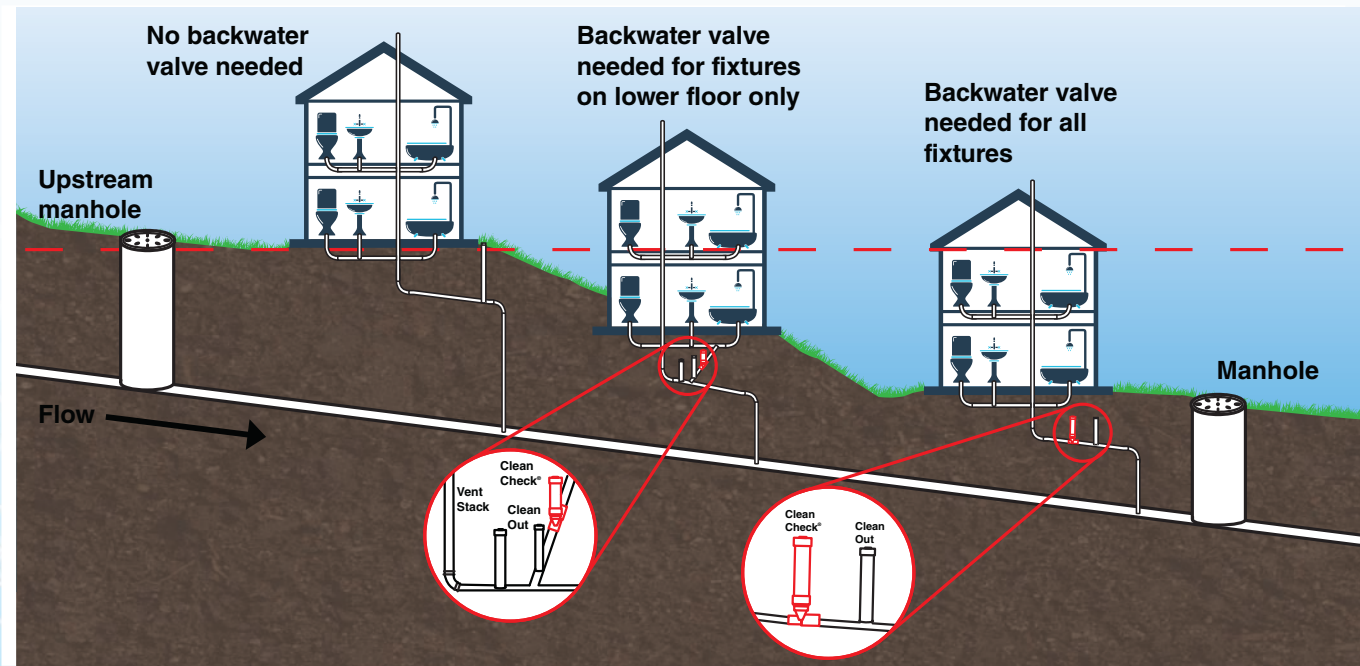 No backwater
valve needed
Backwater valve
needed for fixtures
on lower floor only
Backwater valve
needed for all
fixtures
Upstream
manhole
Manhole
Flow
Clean
Check®
Vent
Stack
Clean
Out
Clean
Check®
Clean
Out